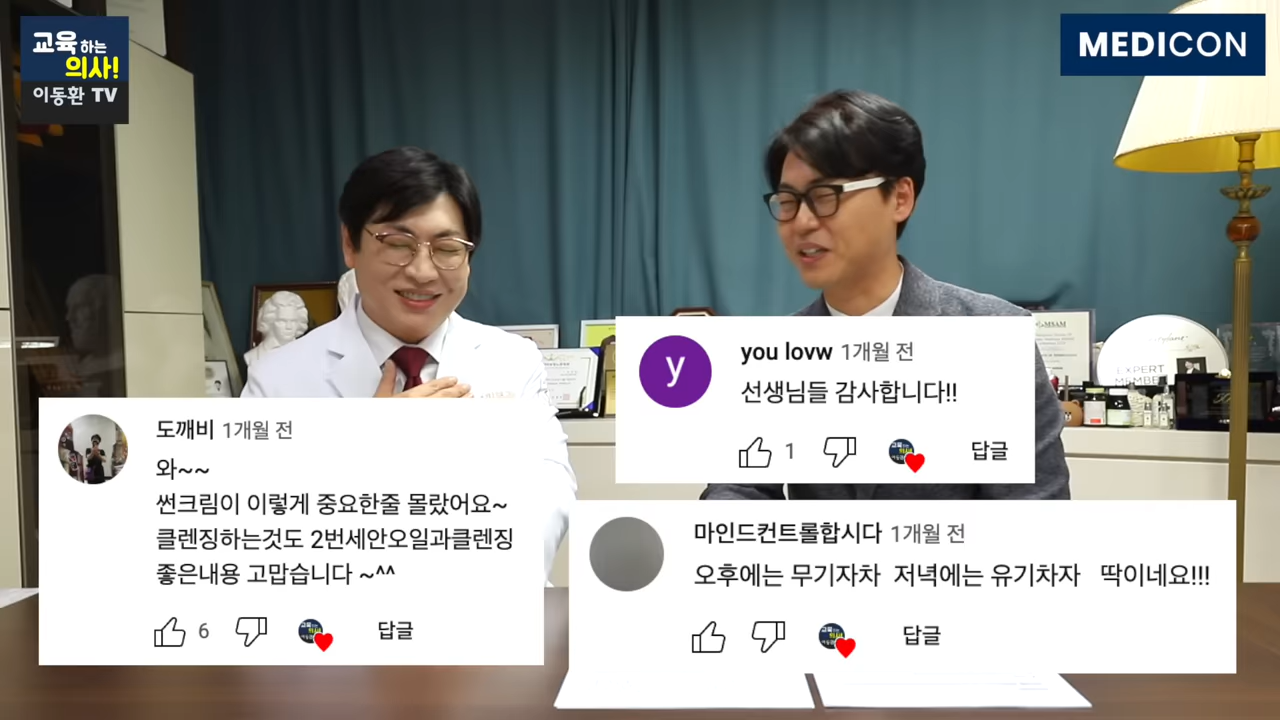 교육하는
의사!
이동환 TV
MEDICON
you lovw 1개월 전
선생님들 감사합니다!!
1
답글
도깨비 1개월 전
와~~
썬크림이 이렇게 중요한줄 몰랐어요~
클렌징하는것도 2번세안오일과클렌징
좋은내용 고맙습니다 ~^^
6
답글
마인드컨트롤합시다 1개월 전
오후에는 무기자차 저녁에는 유기차자 딱이네요!!!
답글
EXPERT
MEMBER